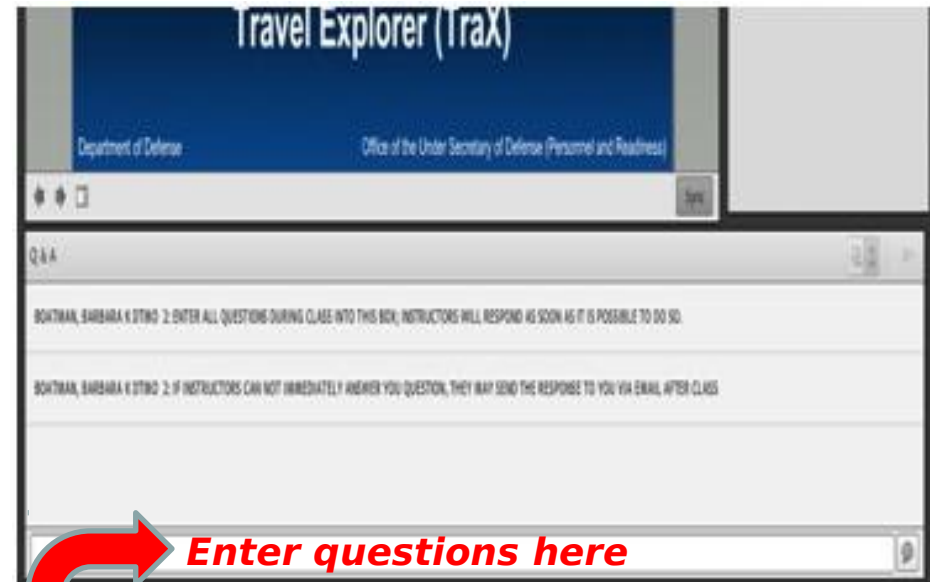 Travel Explorer (TraX)
Department of Defense Office of the Under Secretary of Defense (Personnel and Readiness)
Sync
Q & A
BOATMAN, BARBARA K DTMO 2: ENTER ALL QUESTIONS DURING CLASS INTO THIS BOX; INSTRUCTORS WILL RESPOND AS SOON AS IT IS POSSIBLE TO DO SO.
BOATMAN, BARBARA K DTMO 2: IF INSTRUCTORS CAN NOT IMMEDIATELY ANSWER YOU QUESTION, THEY MAY SEND THE RESPONSE TO YOU VIA EMAIL AFTER CLASS
Enter questions here